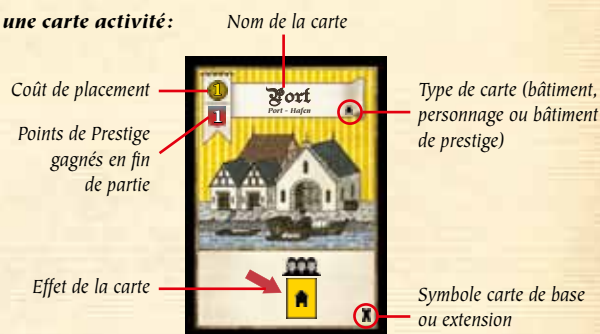 une carte activité:
Nom de la carte
Coût de placement
1
Port
Port - Hafen
1
Points de Prestige
gagnés en fin
de partie
Type de carte (bâtiment,
personnage ou bâtiment
de prestige)
Effet de la carte
Symbole carte de base
ou extension